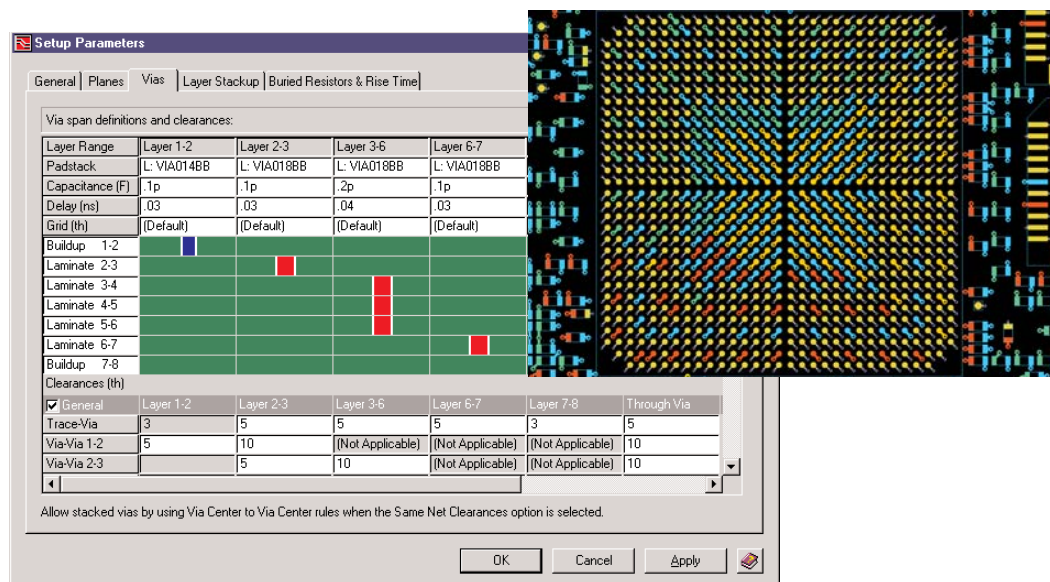 Setup Parameters
General Planes Vias Layer Stackup Buried Resistors & Rise Time
Via span definitions and clearances:
Layer Range Layer 1-2 Layer 2-3 Layer 3-6 Layer 6-7
Padstack L: VIA014BB L: VIA018BB L: VIA018BB L: VIA018BB
Capacitance (F) .1p .1p .2p .1p
Delay (ns) .03 .03 .04 .03
Grid (th) (Default) (Default) (Default) (Default)
Buildup 1-2
Laminate 2-3
Laminate 3-4
Laminate 4-5
Laminate 5-6
Laminate 6-7
Buildup 7-8
Clearances (th)
General Layer 1-2 Layer 2-3 Layer 3-6 Layer 6-7 Layer 7-8 Through Via
Trace-Via 3 5 5 5 3 5
Via-Via 1-2 5 10 (Not Applicable) (Not Applicable) (Not Applicable) 10
Via-Via 2-3 5 10 (Not Applicable) (Not Applicable) 10
Allow stacked vias by using Via Center to Via Center rules when the Same Net Clearances option is selected.
OK Cancel Apply